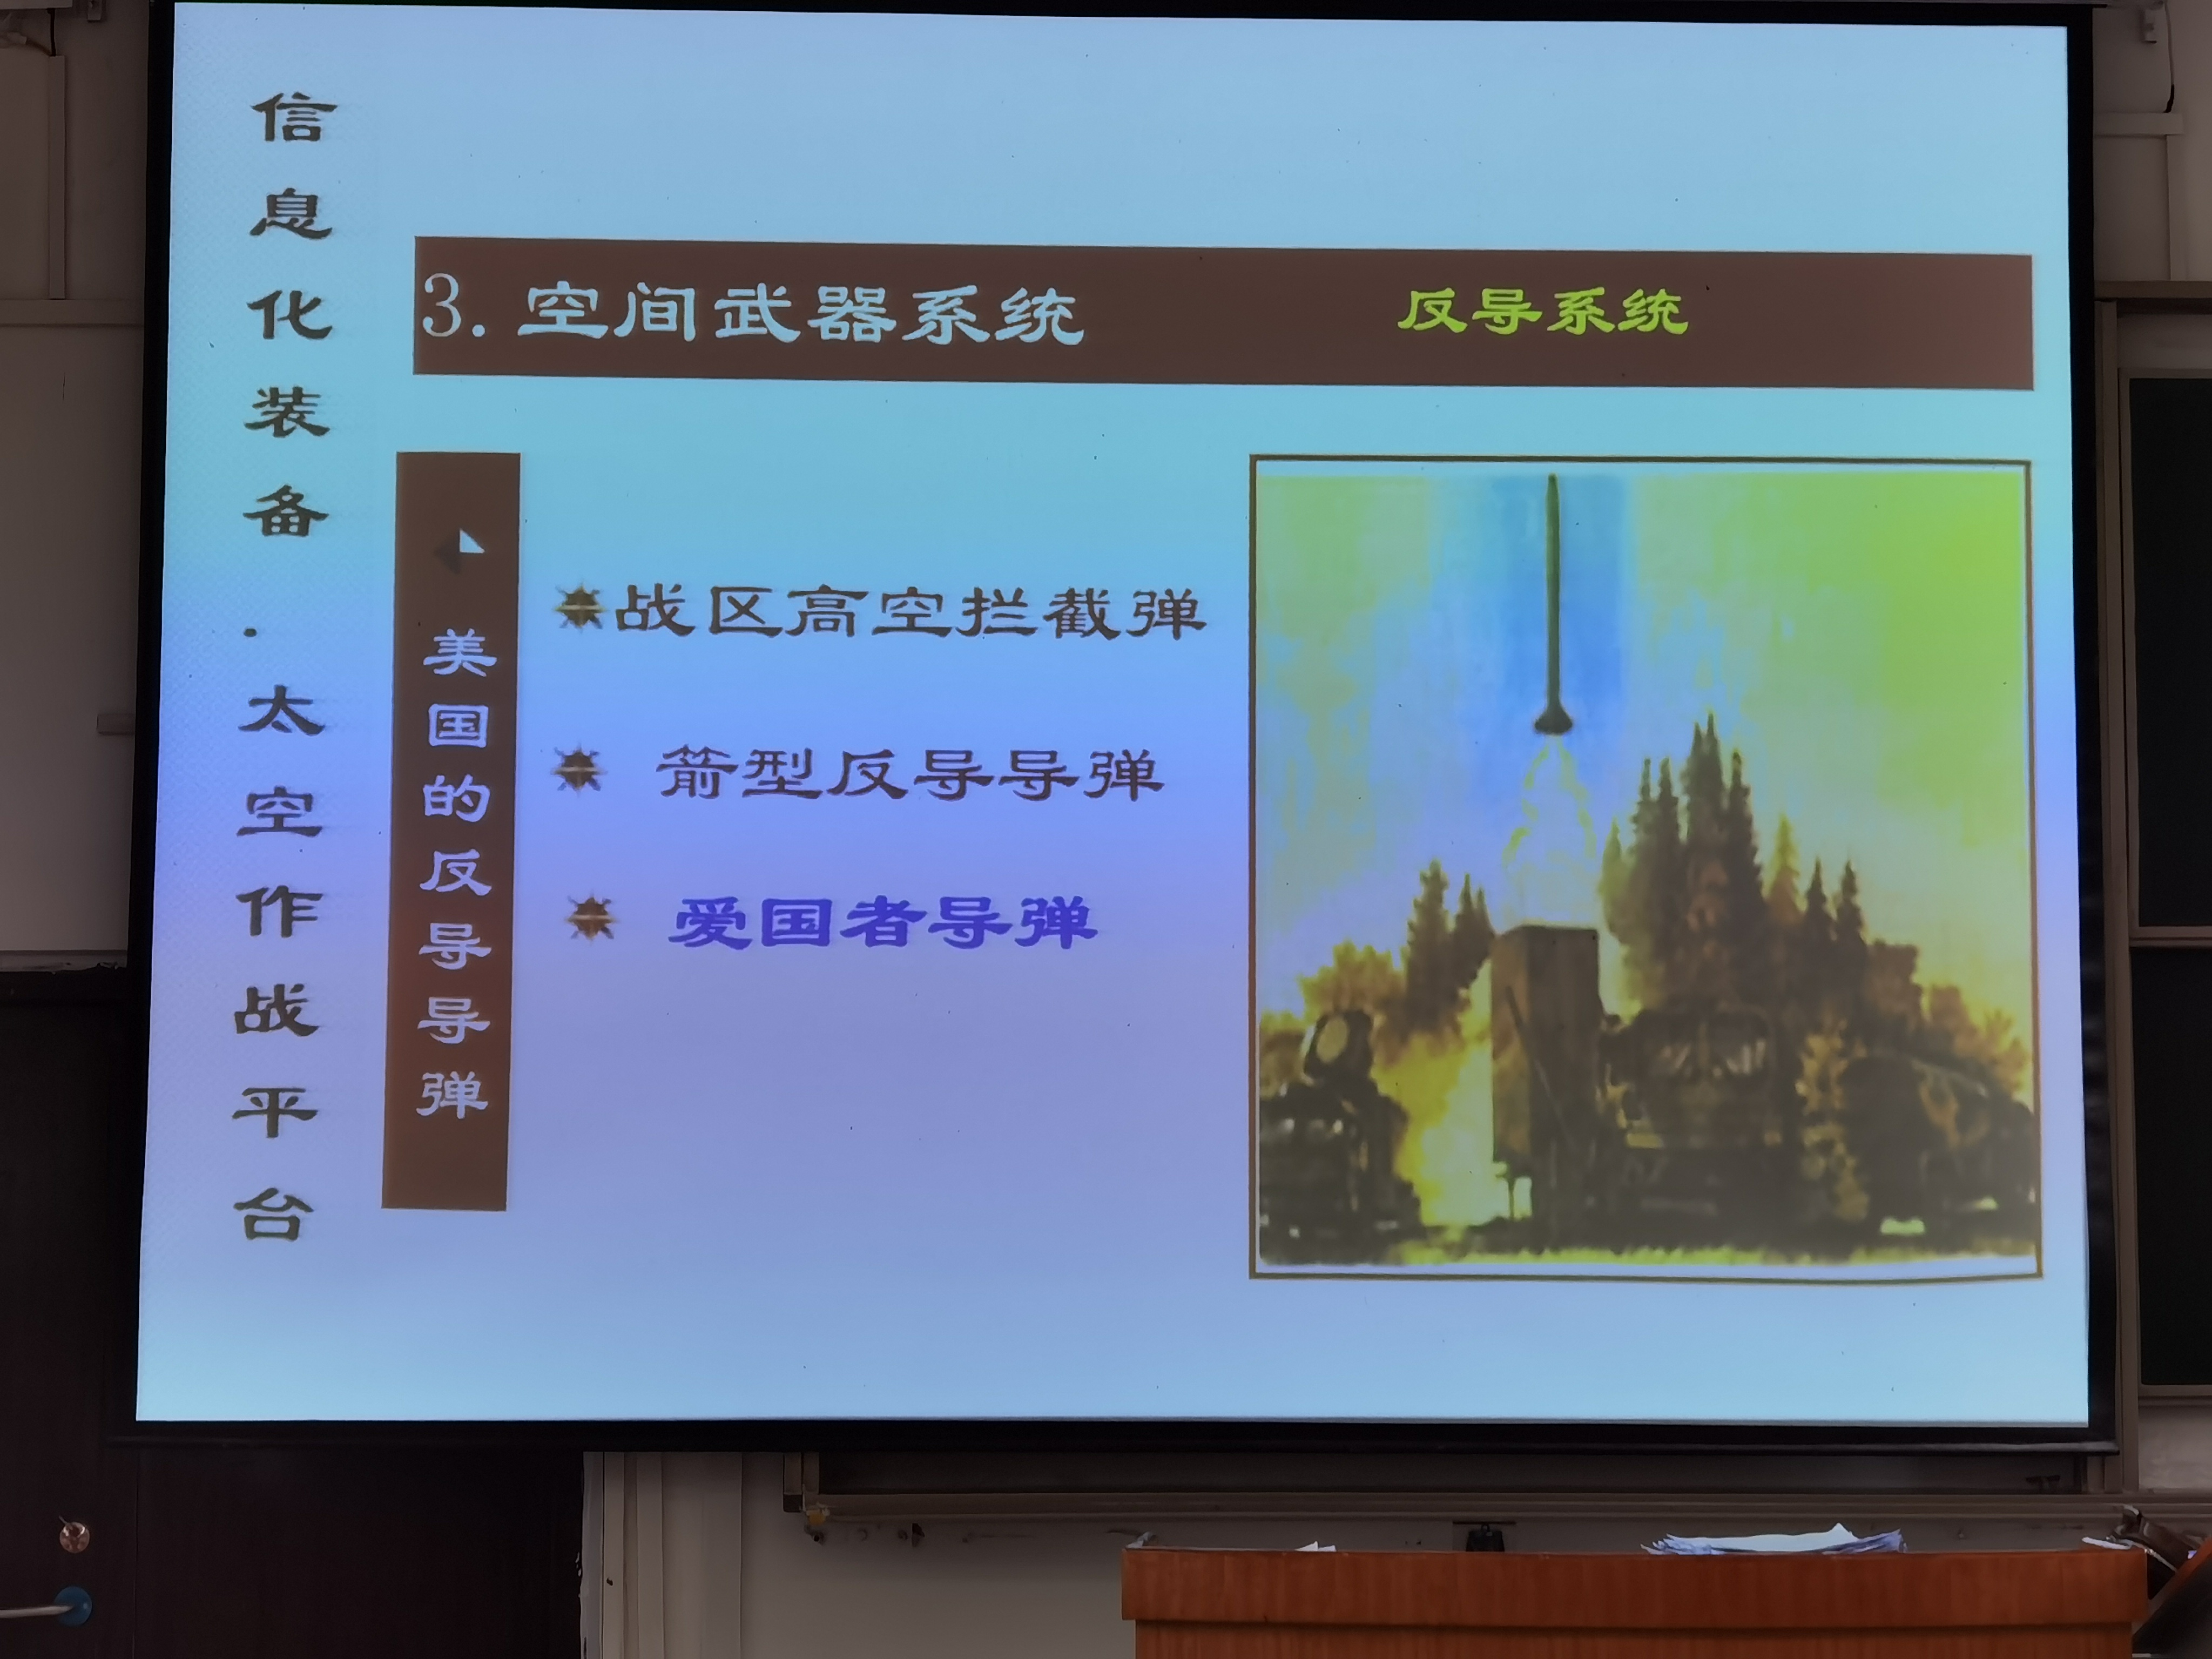 信息化装备·太空作战平台
3.空间武器系统
反导系统
美国的反导导弹
战区高空拦截弹
箭型反导导弹
爱国者导弹